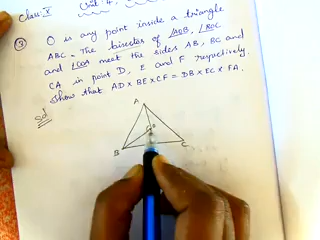 Class: X Unit: 4.
③ O is any point inside a triangle
ABC. The bisector of ∠AOB, ∠BOC
and ∠COA meet the sides AB, BC and
CA in point D, E and F respectively.
show that AD × BE × CF = DB × EC × FA.
Sol
A
O
B
C